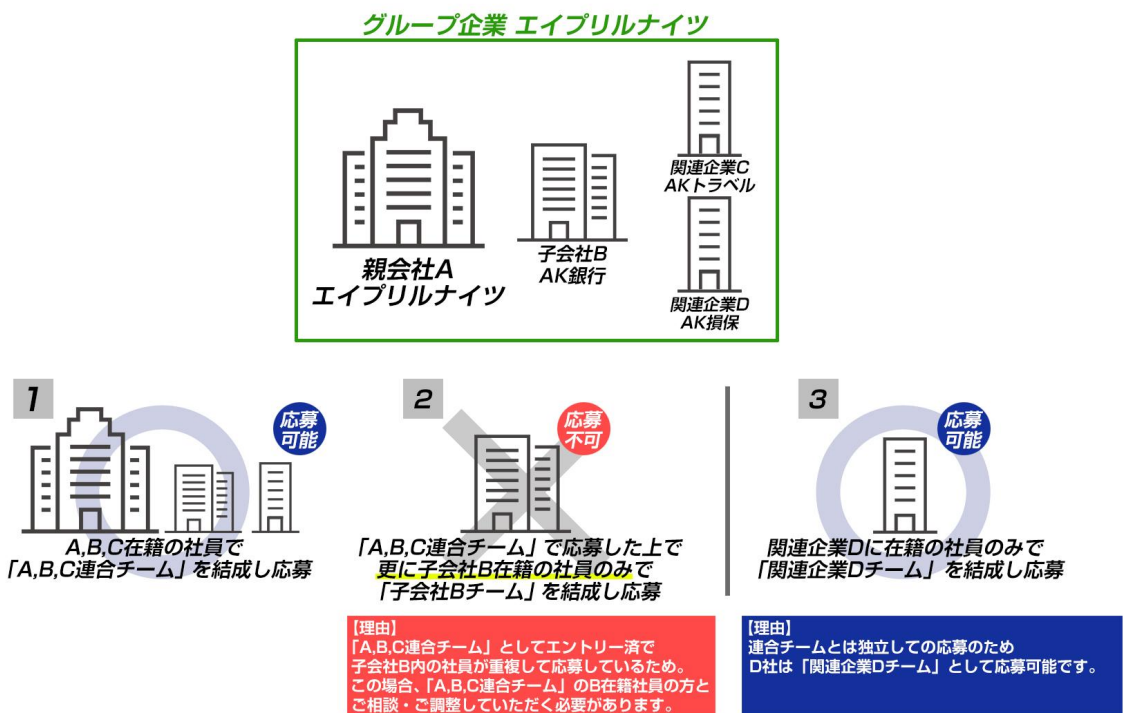 グループ企業 エイプリルナイツ
親会社A
エイプリルナイツ
子会社B
AK銀行
関連企業C
AKトラベル
関連企業D
AK損保
1
応募
可能
A,B,C在籍の社員で
「A,B,C連合チーム」を結成し応募
2
応募
不可
「A,B,C連合チーム」で応募した上で
更に子会社B在籍の社員のみで
「子会社Bチーム」を結成し応募
【理由】
「A,B,C連合チーム」としてエントリー済で
子会社B内の社員が重複して応募しているため。
この場合、「A,B,C連合チーム」のB在籍社員の方と
ご相談・ご調整していただく必要があります。
3
応募
可能
関連企業Dに在籍の社員のみで
「関連企業Dチーム」を結成し応募
【理由】
連合チームとは独立しての応募のため
D社は「関連企業Dチーム」として応募可能です。